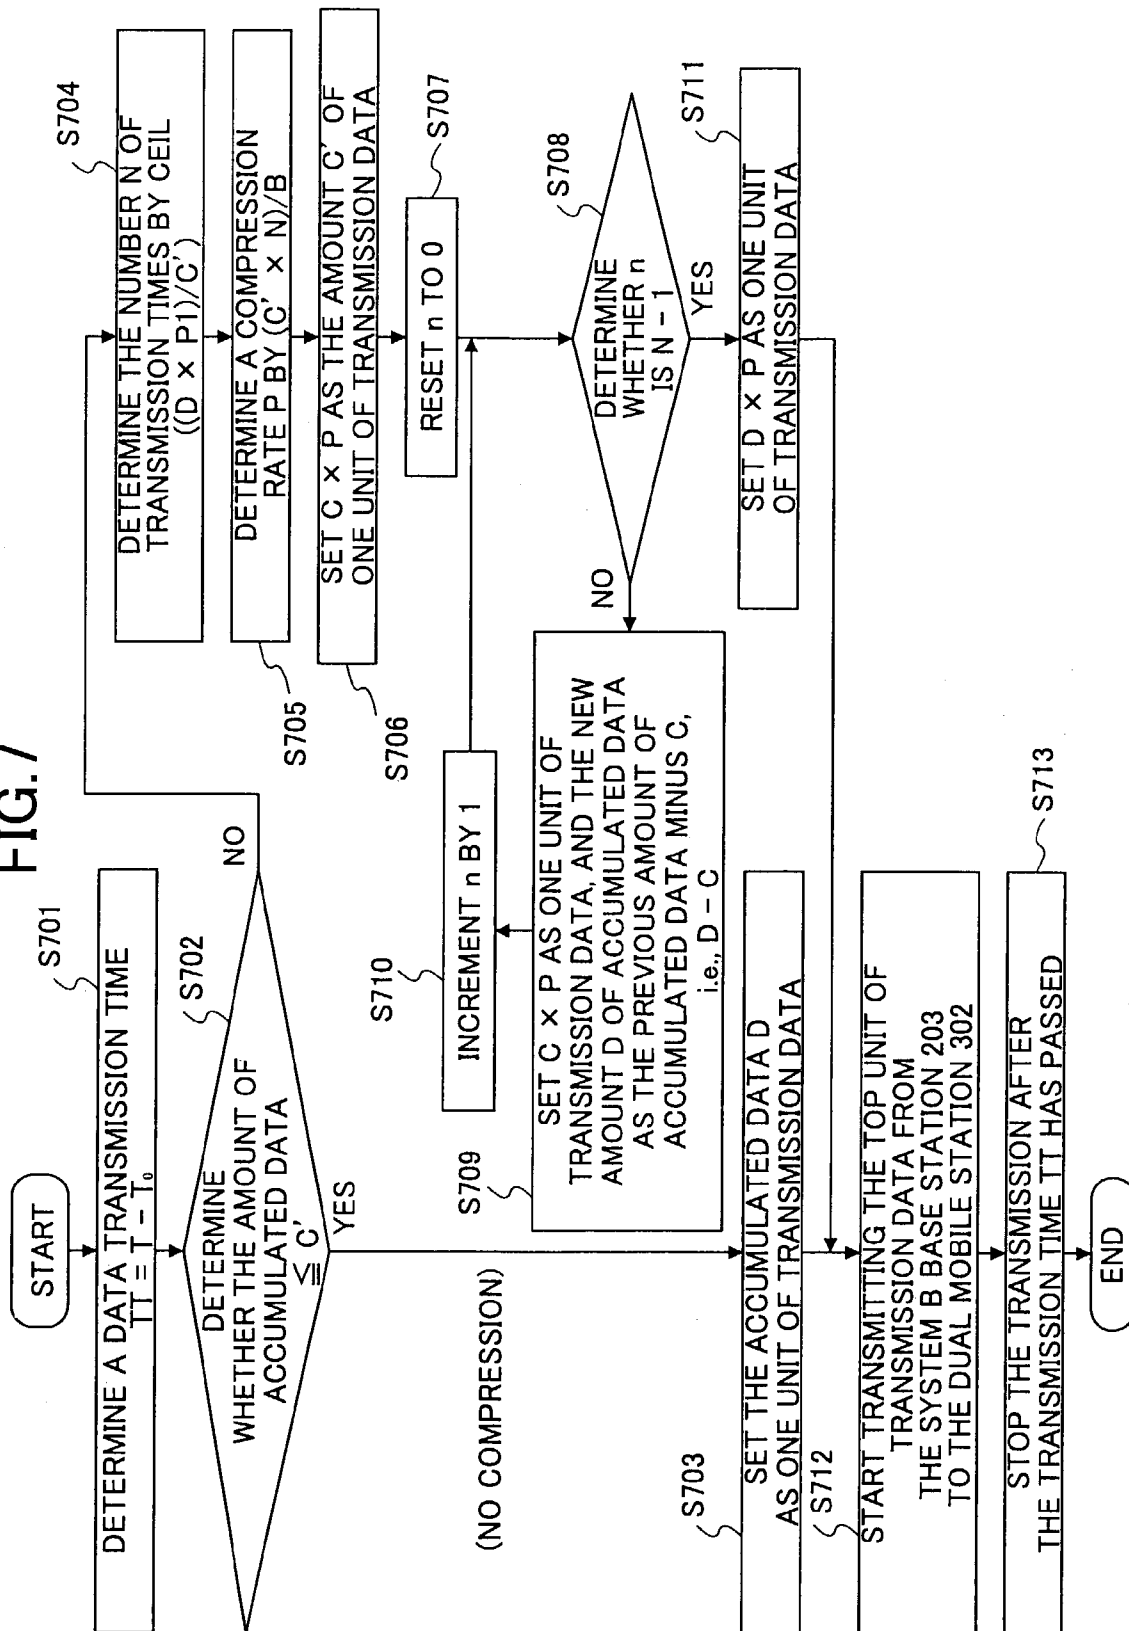 FIG.7
START
S701
DETERMINE A DATA TRANSMISSION TIME
TT = T – T₀
S702
DETERMINE
WHETHER THE AMOUNT OF
ACCUMULATED DATA
≦ C'
NO
YES
(NO COMPRESSION)
S703
SET THE ACCUMULATED DATA D
AS ONE UNIT OF TRANSMISSION DATA
S704
DETERMINE THE NUMBER N OF
TRANSMISSION TIMES BY CEIL
((D × P1)/C')
S705
DETERMINE A COMPRESSION
RATE P BY (C' × N)/B
S706
SET C × P AS THE AMOUNT C' OF
ONE UNIT OF TRANSMISSION DATA
S707
RESET n TO 0
S708
DETERMINE
WHETHER n
IS N – 1
NO
YES
S709
SET C × P AS ONE UNIT OF
TRANSMISSION DATA, AND THE NEW
AMOUNT D OF ACCUMULATED DATA
AS THE PREVIOUS AMOUNT OF
ACCUMULATED DATA MINUS C,
i.e., D – C
S710
INCREMENT n BY 1
S711
SET D × P AS ONE UNIT
OF TRANSMISSION DATA
S712
START TRANSMITTING THE TOP UNIT OF
TRANSMISSION DATA FROM
THE SYSTEM B BASE STATION 203
TO THE DUAL MOBILE STATION 302
S713
STOP THE TRANSMISSION AFTER
THE TRANSMISSION TIME TT HAS PASSED
END